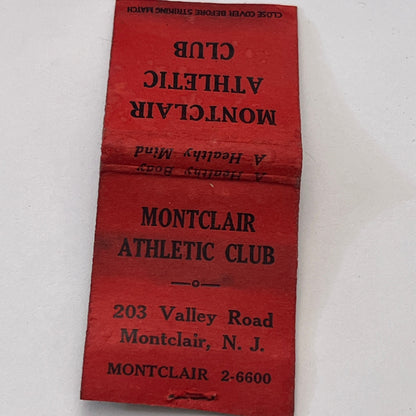 CLOSE COVER BEFORE STRIKING MATCH
MONTCLAIR
ATHLETIC
CLUB
A Healthy Mind
A Healthy Body
MONTCLAIR
ATHLETIC CLUB
203 Valley Road
Montclair, N. J.
MONTCLAIR 2-6600